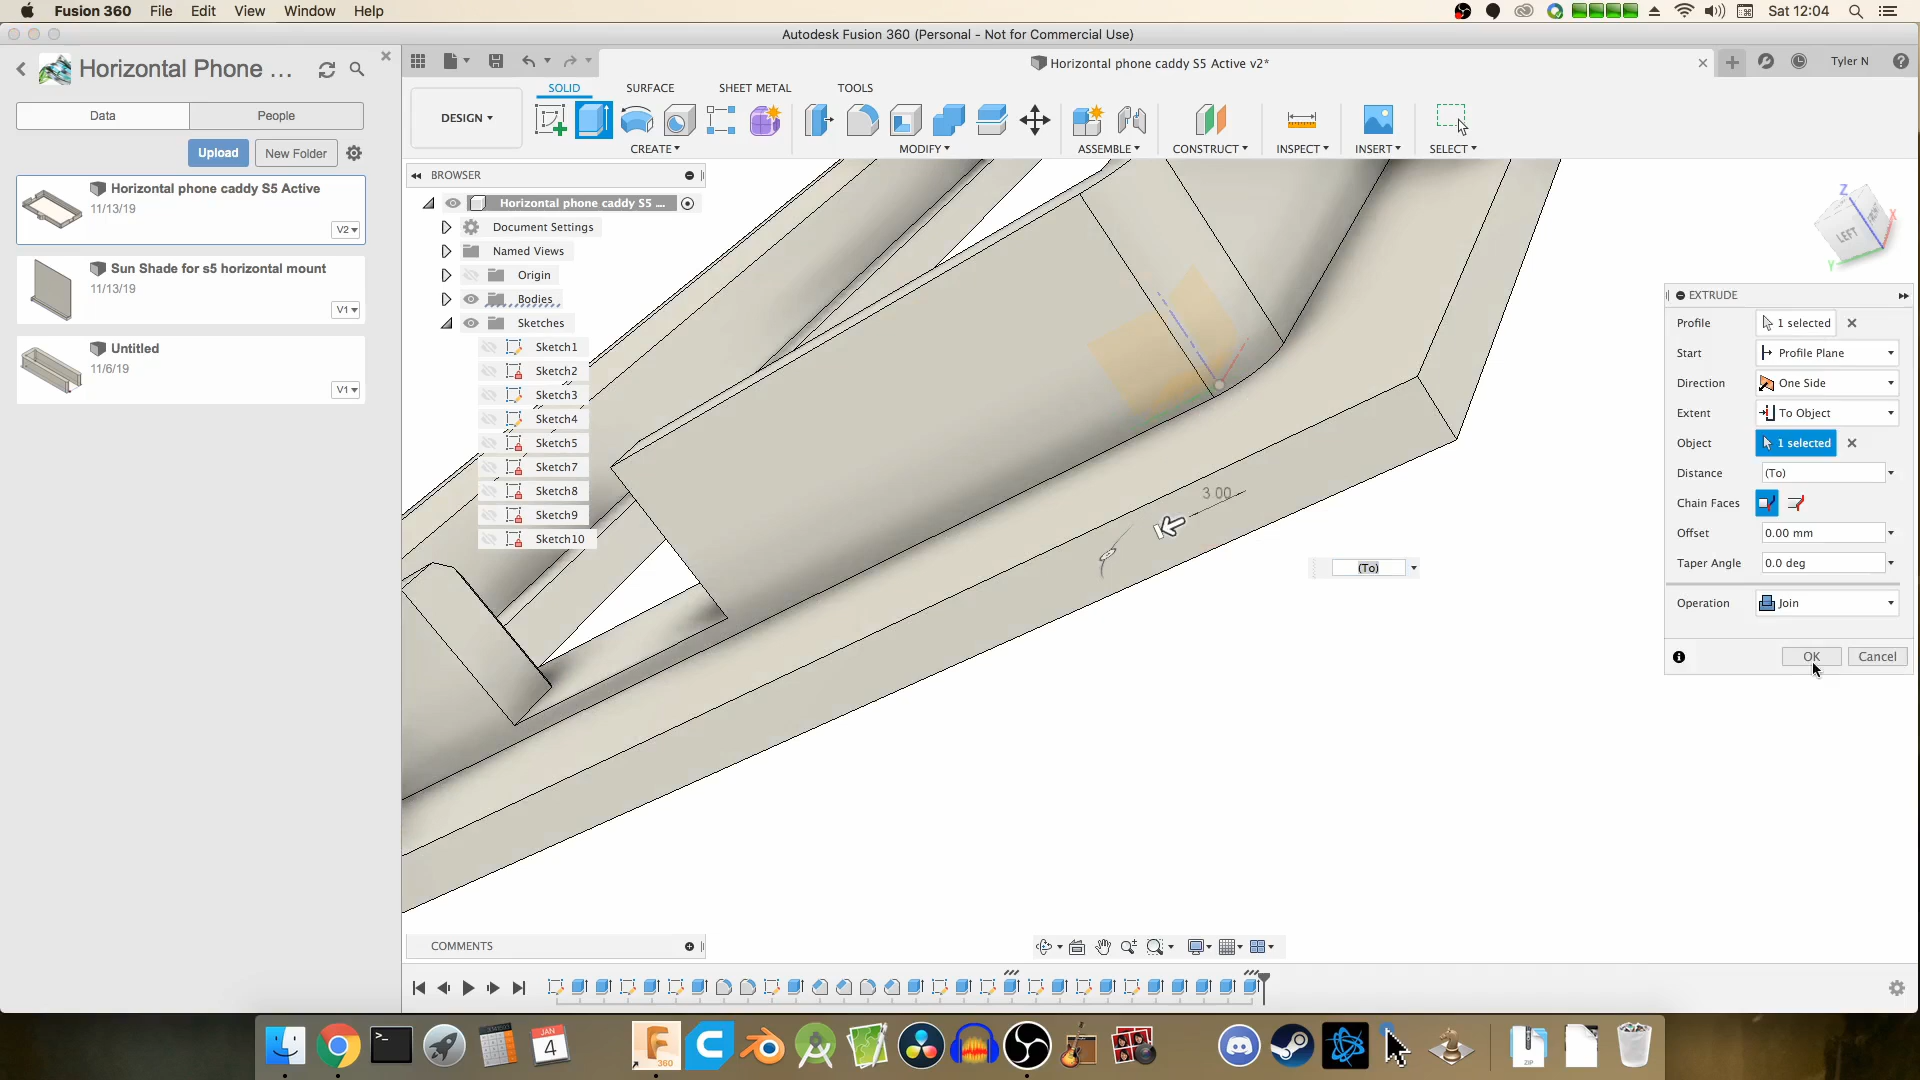 Fusion 360 File Edit View Window Help Sat 12:04
Autodesk Fusion 360 (Personal - Not for Commercial Use)
Horizontal Phone ...
Horizontal phone caddy S5 Active v2*
Tyler N
Data People
Upload New Folder
Horizontal phone caddy S5 Active
11/13/19
V2
Sun Shade for s5 horizontal mount
11/13/19
V1
Untitled
11/6/19
V1
SOLID SURFACE SHEET METAL TOOLS
DESIGN
CREATE MODIFY ASSEMBLE CONSTRUCT INSPECT INSERT SELECT
BROWSER
Horizontal phone caddy S5 ...
Document Settings
Named Views
Origin
Bodies
Sketches
Sketch1
Sketch2
Sketch3
Sketch4
Sketch5
Sketch7
Sketch8
Sketch9
Sketch10
3.00
(To)
Z
X
Y
LEFT
EXTRUDE
Profile 1 selected
Start Profile Plane
Direction One Side
Extent To Object
Object 1 selected
Distance (To)
Chain Faces
Offset 0.00 mm
Taper Angle 0.0 deg
Operation Join
OK Cancel
COMMENTS
JAN
4
360
ZIP